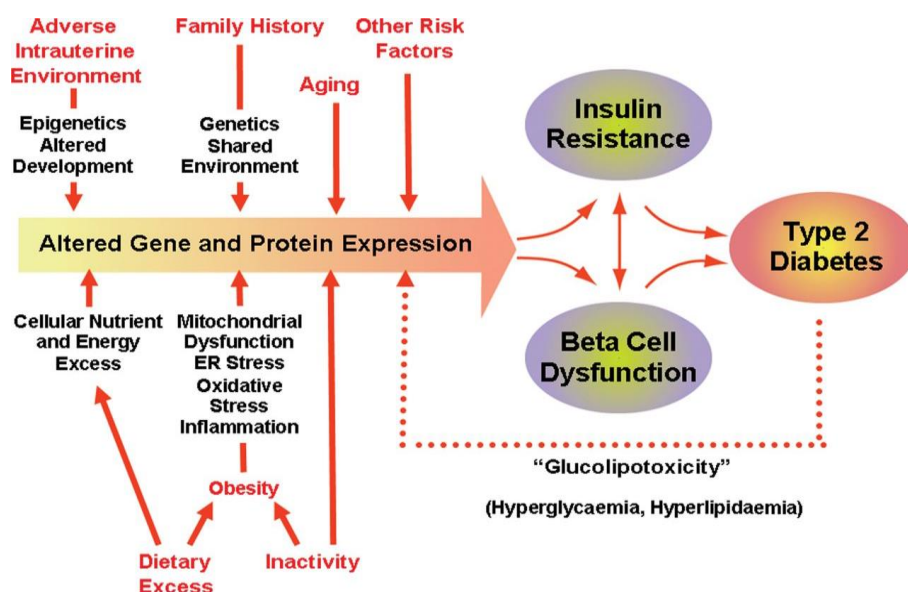 Adverse
Intrauterine
Environment
Family History
Other Risk
Factors
Aging
Epigenetics
Altered
Development
Genetics
Shared
Environment
Insulin
Resistance
Altered Gene and Protein Expression
Type 2
Diabetes
Cellular Nutrient
and Energy
Excess
Mitochondrial
Dysfunction
ER Stress
Oxidative
Stress
Inflammation
Beta Cell
Dysfunction
“Glucolipotoxicity”
(Hyperglycaemia, Hyperlipidaemia)
Obesity
Dietary
Excess
Inactivity